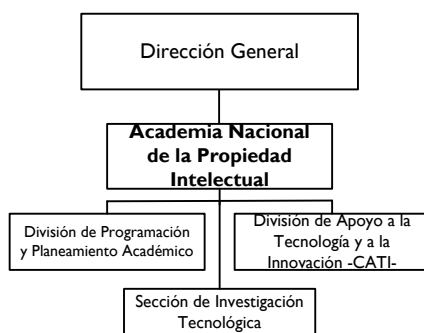 Dirección General
Academia Nacional
de la Propiedad
Intelectual
División de Programación
y Planeamiento Académico
División de Apoyo a la
Tecnología y a la
Innovación -CATI-
Sección de Investigación
Tecnológica